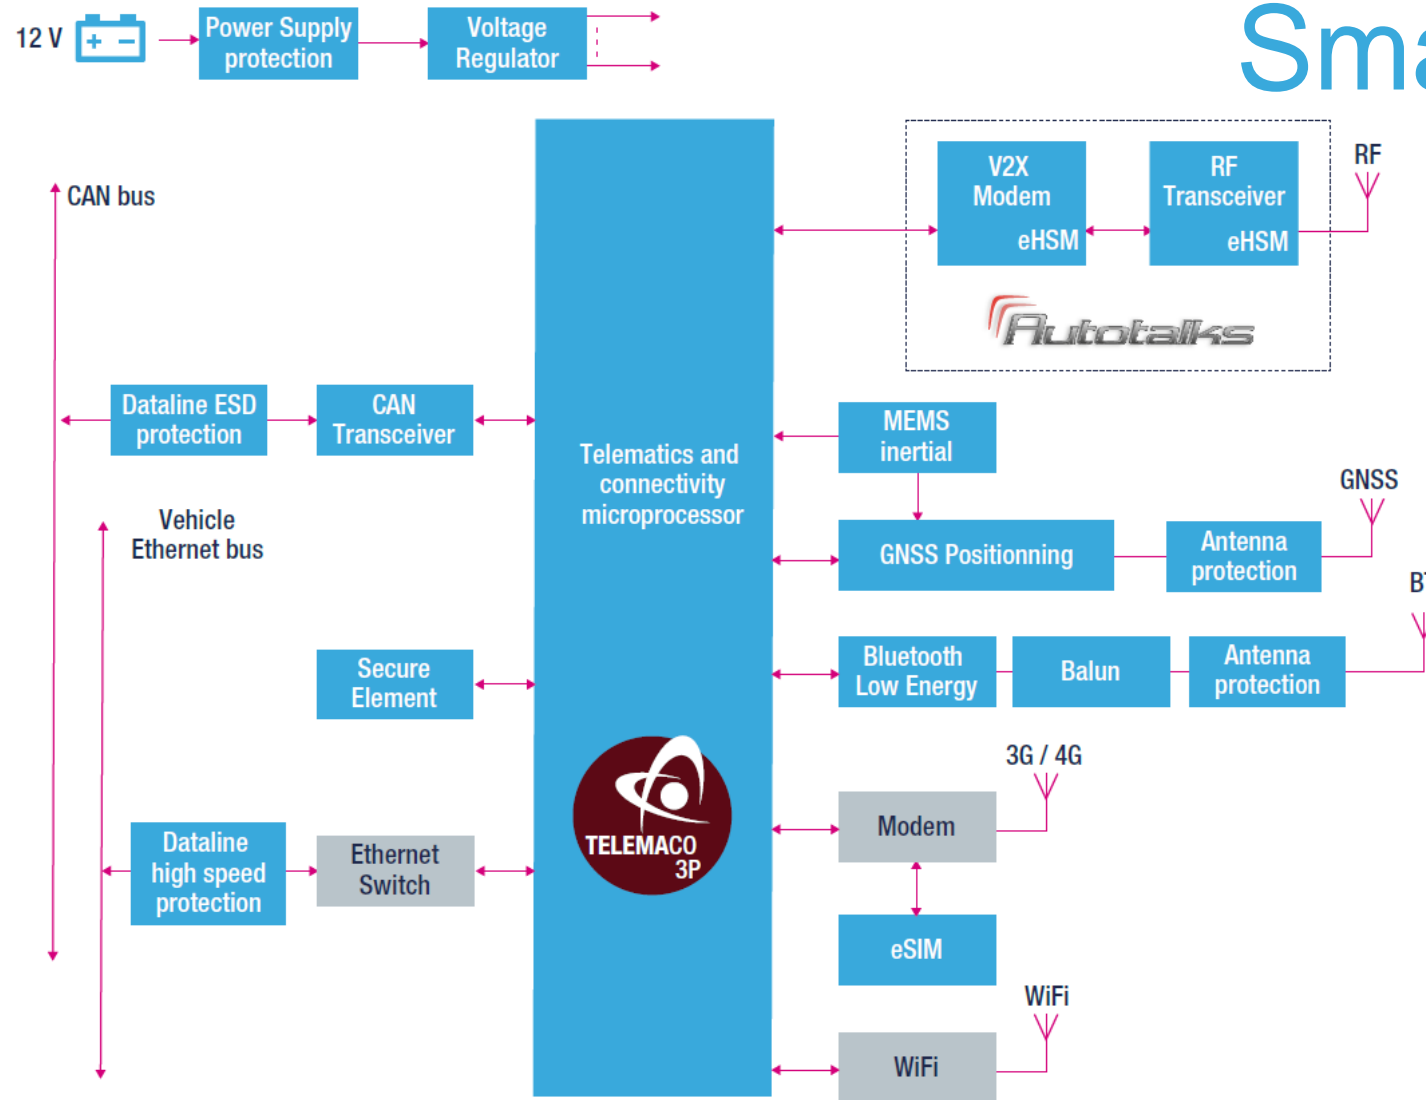 Sma
12 V
+ −
Power Supply
protection
Voltage
Regulator
CAN bus
V2X
Modem
eHSM
RF
Transceiver
eHSM
RF
Autotalks
Dataline ESD
protection
CAN
Transceiver
Telematics and
connectivity
microprocessor
MEMS
inertial
GNSS
Vehicle
Ethernet bus
GNSS Positionning
Antenna
protection
Secure
Element
Bluetooth
Low Energy
Balun
Antenna
protection
3G / 4G
TELEMACO
3P
Modem
Dataline
high speed
protection
Ethernet
Switch
eSIM
WiFi
WiFi